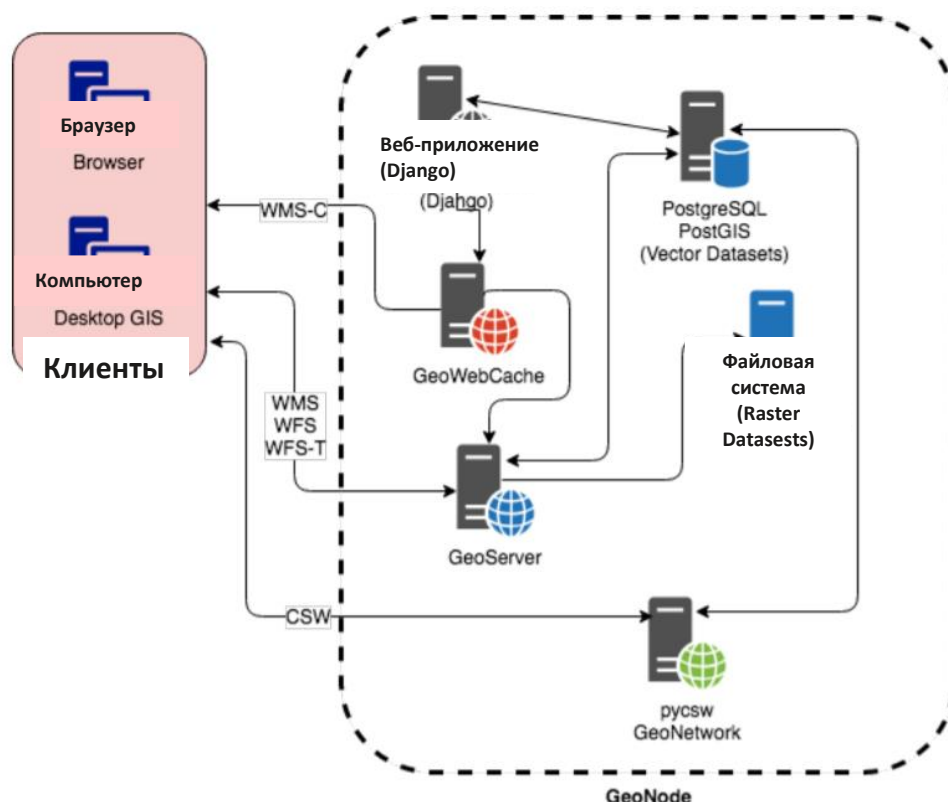 Браузер
Browser
Компьютер
Desktop GIS
Клиенты
WMS-C
WMS
WFS
WFS-T
CSW
Веб-приложение
(Django)
(Django)
GeoWebCache
GeoServer
PostgreSQL
PostGIS
(Vector Datasets)
Файловая
система
(Raster
Datasests)
pycsw
GeoNetwork
GeoNode